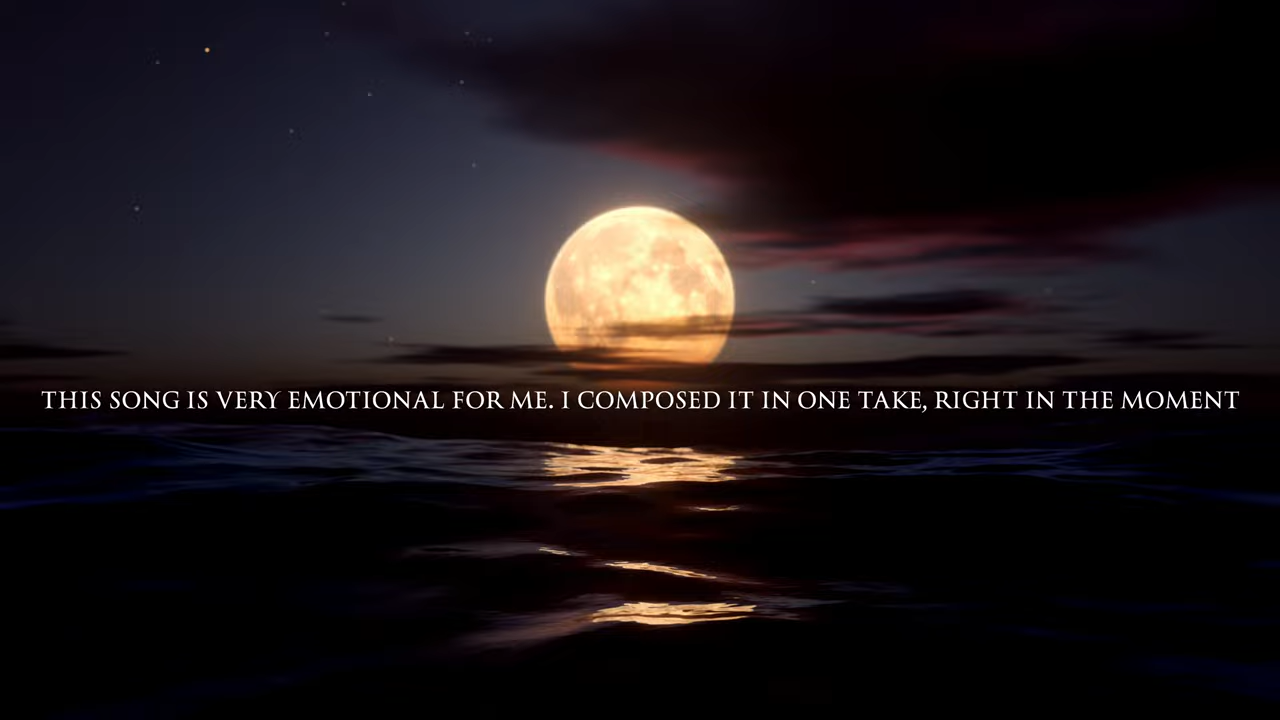 THIS SONG IS VERY EMOTIONAL FOR ME. I COMPOSED IT IN ONE TAKE, RIGHT IN THE MOMENT